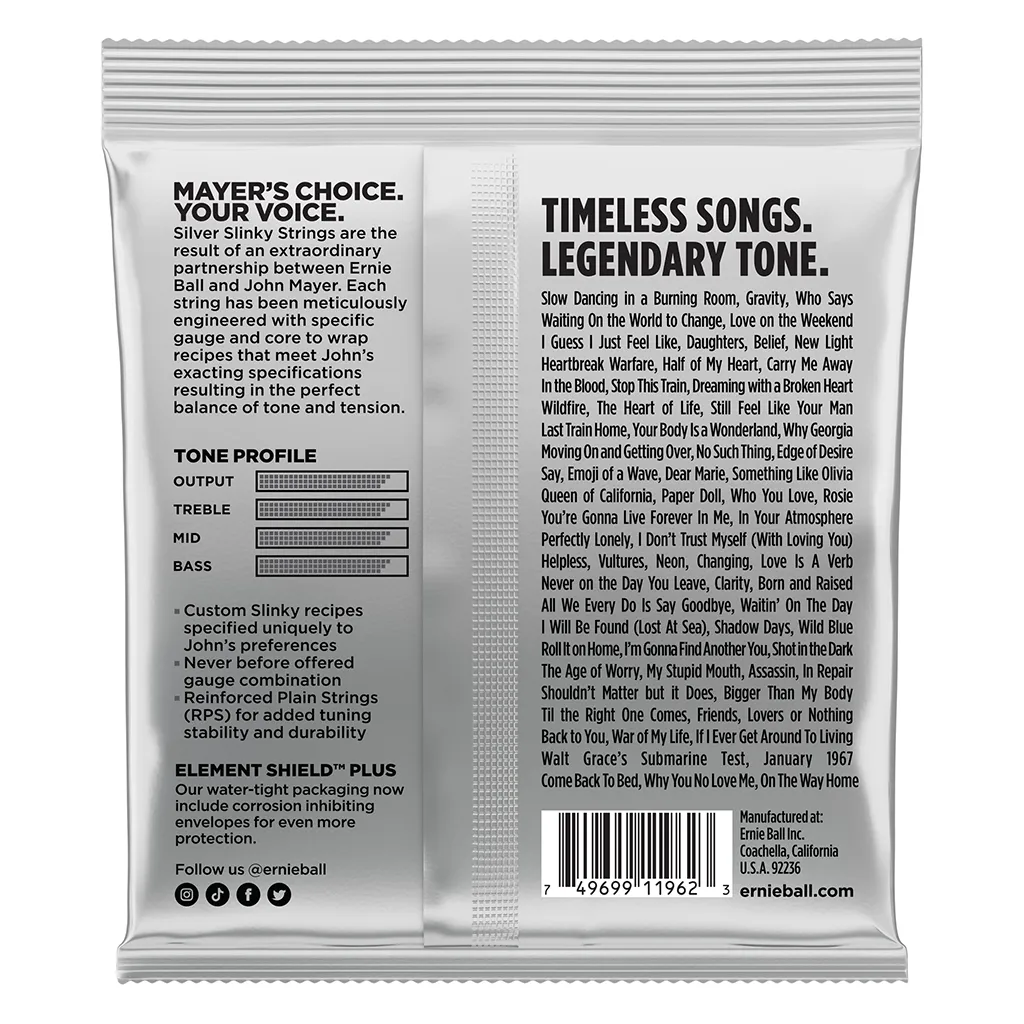 MAYER'S CHOICE.
YOUR VOICE.
Silver Slinky Strings are the
result of an extraordinary
partnership between Ernie
Ball and John Mayer. Each
string has been meticulously
engineered with specific
gauge and core to wrap
recipes that meet John's
exacting specifications
resulting in the perfect
balance of tone and tension.
TONE PROFILE
OUTPUT
TREBLE
MID
BASS
▪ Custom Slinky recipes
specified uniquely to
John's preferences
▪ Never before offered
gauge combination
▪ Reinforced Plain Strings
(RPS) for added tuning
stability and durability
ELEMENT SHIELD™ PLUS
Our water-tight packaging now
include corrosion inhibiting
envelopes for even more
protection.
Follow us @ernieball
TIMELESS SONGS.
LEGENDARY TONE.
Slow Dancing in a Burning Room, Gravity, Who Says
Waiting On the World to Change, Love on the Weekend
I Guess I Just Feel Like, Daughters, Belief, New Light
Heartbreak Warfare, Half of My Heart, Carry Me Away
In the Blood, Stop This Train, Dreaming with a Broken Heart
Wildfire, The Heart of Life, Still Feel Like Your Man
Last Train Home, Your Body Is a Wonderland, Why Georgia
Moving On and Getting Over, No Such Thing, Edge of Desire
Say, Emoji of a Wave, Dear Marie, Something Like Olivia
Queen of California, Paper Doll, Who You Love, Rosie
You're Gonna Live Forever In Me, In Your Atmosphere
Perfectly Lonely, I Don't Trust Myself (With Loving You)
Helpless, Vultures, Neon, Changing, Love Is A Verb
Never on the Day You Leave, Clarity, Born and Raised
All We Every Do Is Say Goodbye, Waitin' On The Day
I Will Be Found (Lost At Sea), Shadow Days, Wild Blue
Roll It on Home, I'm Gonna Find Another You, Shot in the Dark
The Age of Worry, My Stupid Mouth, Assassin, In Repair
Shouldn't Matter but it Does, Bigger Than My Body
Til the Right One Comes, Friends, Lovers or Nothing
Back to You, War of My Life, If I Ever Get Around To Living
Walt Grace's Submarine Test, January 1967
Come Back To Bed, Why You No Love Me, On The Way Home
7 49699 11962 3
Manufactured at:
Ernie Ball Inc.
Coachella, California
U.S.A. 92236
ernieball.com